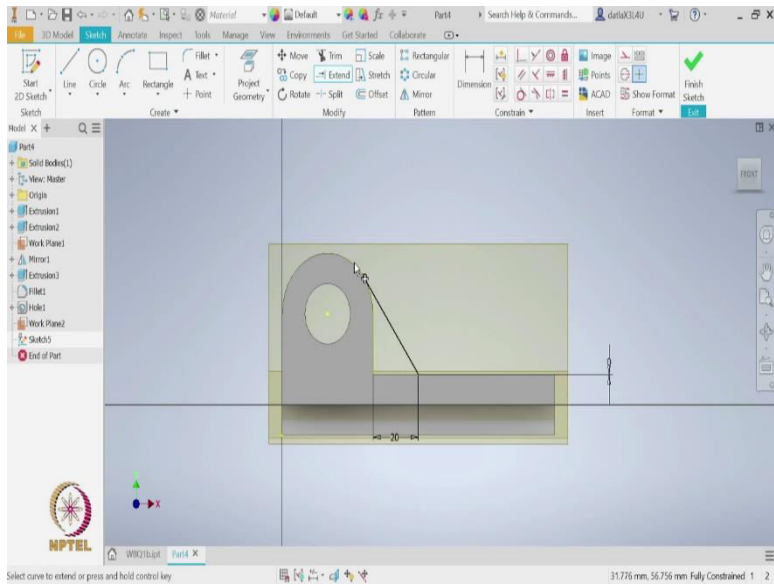 Material Default fx Part4 Search Help & Commands... datlaX3L4U
File 3D Model Sketch Annotate Inspect Tools Manage View Environments Get Started Collaborate
Fillet Move Trim Scale Rectangular Image
Text Copy Extend Stretch Circular Points
Start 2D Sketch Line Circle Arc Rectangle Point Project Geometry Rotate Split Offset Mirror Dimension ACAD Show Format Finish Sketch
Sketch Create Modify Pattern Constrain Insert Format Exit
Model
Part4
Solid Bodies(1)
View: Master
Origin
Extrusion1
Extrusion2
Work Plane1
Mirror1
Extrusion3
Fillet1
Hole1
Work Plane2
Sketch5
End of Part
FRONT
20
X
NPTEL
Part4
Select curve to extend or press and hold control key 31.776 mm, 56.756 mm Fully Constrained 1 2